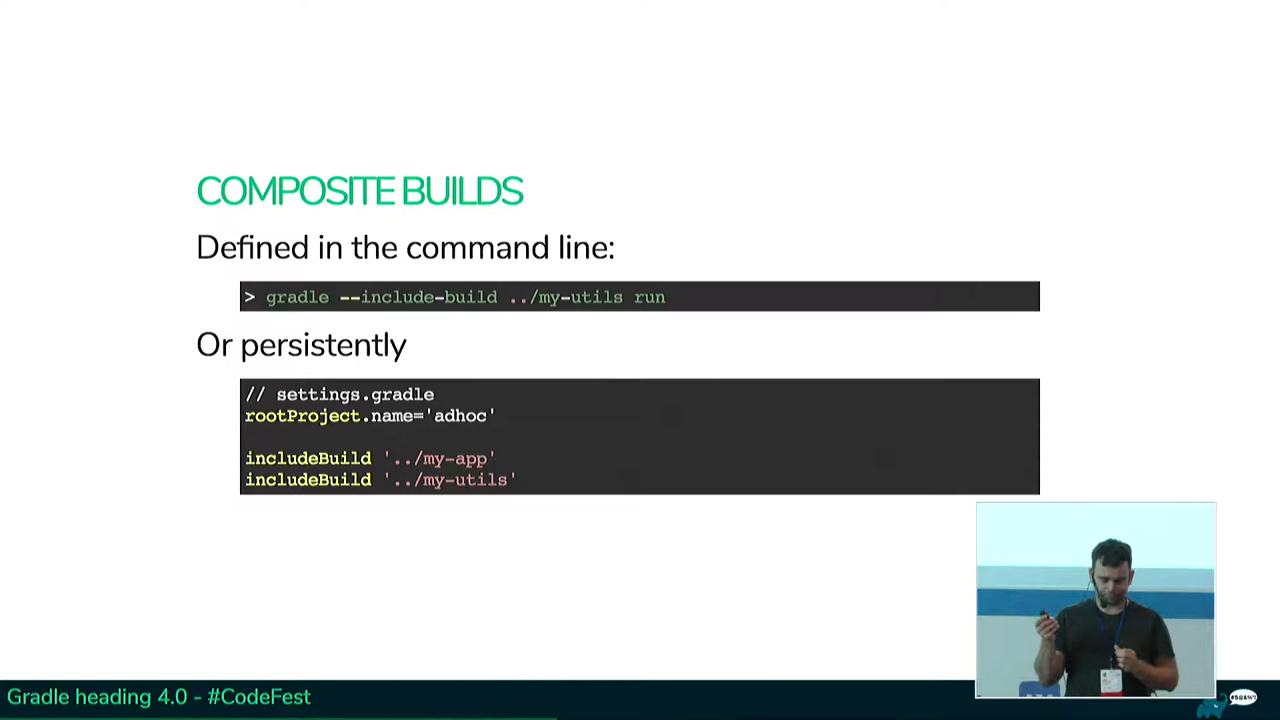 COMPOSITE BUILDS
Defined in the command line:
> gradle --include-build ../my-utils run
Or persistently
// settings.gradle
rootProject.name='adhoc'
includeBuild '../my-app'
includeBuild '../my-utils'
Gradle heading 4.0 - #CodeFest